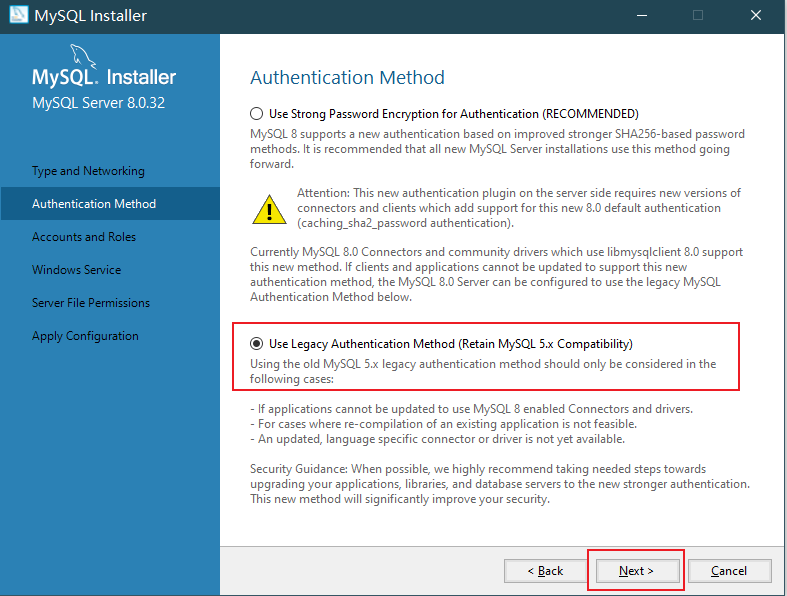 MySQL Installer
MySQL. Installer
MySQL Server 8.0.32
Type and Networking
Authentication Method
Accounts and Roles
Windows Service
Server File Permissions
Apply Configuration
Authentication Method
Use Strong Password Encryption for Authentication (RECOMMENDED)
MySQL 8 supports a new authentication based on improved stronger SHA256-based password
methods. It is recommended that all new MySQL Server installations use this method going
forward.
Attention: This new authentication plugin on the server side requires new versions of
connectors and clients which add support for this new 8.0 default authentication
(caching_sha2_password authentication).
Currently MySQL 8.0 Connectors and community drivers which use libmysqlclient 8.0 support
this new method. If clients and applications cannot be updated to support this new
authentication method, the MySQL 8.0 Server can be configured to use the legacy MySQL
Authentication Method below.
Use Legacy Authentication Method (Retain MySQL 5.x Compatibility)
Using the old MySQL 5.x legacy authentication method should only be considered in the
following cases:
- If applications cannot be updated to use MySQL 8 enabled Connectors and drivers.
- For cases where re-compilation of an existing application is not feasible.
- An updated, language specific connector or driver is not yet available.
Security Guidance: When possible, we highly recommend taking needed steps towards
upgrading your applications, libraries, and database servers to the new stronger authentication.
This new method will significantly improve your security.
< Back
Next >
Cancel